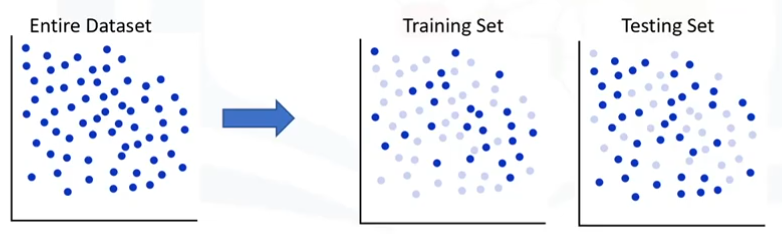 Entire Dataset
Training Set
Testing Set